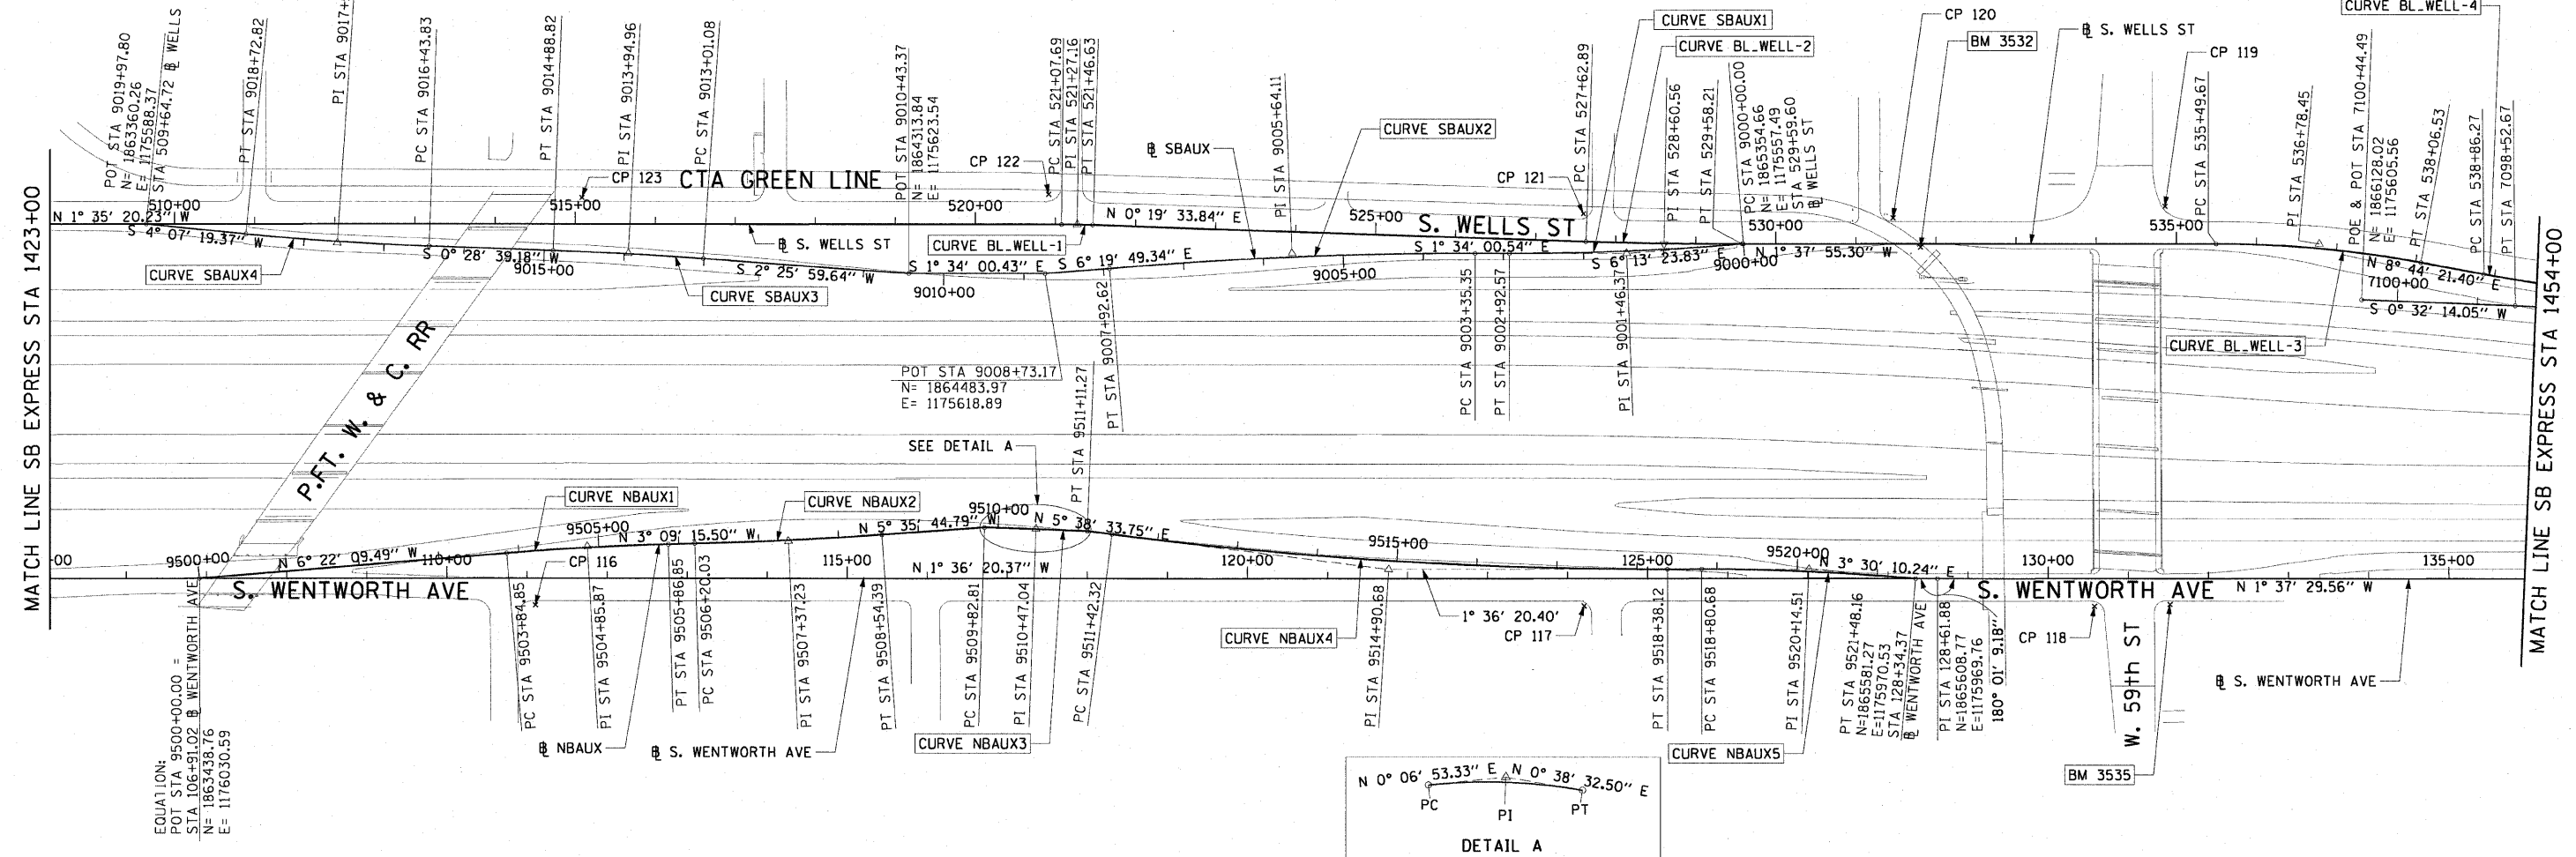 MATCH LINE SB EXPRESS STA 1423+00
POT STA 9019+97.80
N= 1863360.26
E= 1175588.37
STA 509+64.72 ℄ WELLS
PT STA 9018+72.82
PI STA 9017+
PC STA 9016+43.83
PT STA 9014+88.82
PI STA 9013+94.96
PC STA 9013+01.08
POT STA 9010+43.37
N= 1864313.84
E= 1175623.54
PC STA 521+07.69
PI STA 521+27.16
PT STA 521+46.63
PI STA 9005+64.11
PC STA 527+62.89
CURVE SBAUX1
CURVE BL_WELL-2
PI STA 528+60.56
PT STA 529+58.21
PC STA 9000+00.00
N= 1865354.66
E= 1175557.49
STA 529+59.60
℄ WELLS ST
CP 120
BM 3532
℄ S. WELLS ST
CP 119
PC STA 535+49.67
PI STA 536+78.45
POE & POT STA 7100+44.49
N= 1866128.02
E= 1175605.56
PT STA 538+06.53
PC STA 538+86.27
PT STA 7098+52.67
CURVE BL_WELL-4
CP 123
CTA GREEN LINE
CP 122
℄ SBAUX
CURVE SBAUX2
CP 121
510+00
515+00
520+00
525+00
530+00
535+00
N 1° 35' 20.23" W
N 0° 19' 33.84" E
S. WELLS ST
N 1° 37' 55.30" W
S 4° 07' 19.37" W
S 0° 28' 39.18" W
9015+00
S 2° 25' 59.64" W
℄ S. WELLS ST
CURVE BL_WELL-1
S 1° 34' 00.43" E
S 6° 19' 49.34" E
9010+00
9005+00
S 1° 34' 00.54" E
S 6° 13' 23.83" E
9000+00
N 8° 44' 21.40" E
7100+00
S 0° 32' 14.05" W
CURVE SBAUX4
CURVE SBAUX3
PT STA 9007+92.62
PC STA 9003+35.35
PT STA 9002+92.57
PI STA 9001+46.37
CURVE BL_WELL-3
P.FT. W. & C. RR
POT STA 9008+73.17
N= 1864483.97
E= 1175618.89
PT STA 9511+11.27
SEE DETAIL A
CURVE NBAUX1
CURVE NBAUX2
9500+00
9505+00
9510+00
9515+00
9520+00
N 6° 22' 09.49" W
N 3° 09' 15.50" W
N 5° 35' 44.79" W
N 5° 38' 33.75" E
N 3° 30' 10.24" E
00
110+00
115+00
120+00
125+00
130+00
135+00
S. WENTWORTH AVE
CP 116
N 1° 36' 20.37" W
S. WENTWORTH AVE
N 1° 37' 29.56" W
EQUATION:
POT STA 9500+00.00 =
STA 106+91.02 ℄ WENTWORTH AVE
N= 1863438.76
E= 1176030.59
PC STA 9503+84.85
PI STA 9504+85.87
PT STA 9505+86.85
PC STA 9506+20.03
PI STA 9507+37.23
PT STA 9508+54.39
PC STA 9509+82.81
PI STA 9510+47.04
PC STA 9511+42.32
CURVE NBAUX4
1° 36' 20.40'
CP 117
PI STA 9514+90.68
PT STA 9518+38.12
PC STA 9518+80.68
PI STA 9520+14.51
PT STA 9521+48.16
N=1865581.27
E=1175970.53
STA 128+34.37
℄ WENTWORTH AVE
PI STA 128+61.88
N=1865608.77
E=1175969.76
180° 01' 9.18"
CP 118
W. 59th ST
BM 3535
℄ S. WENTWORTH AVE
℄ NBAUX
℄ S. WENTWORTH AVE
CURVE NBAUX3
CURVE NBAUX5
N 0° 06' 53.33" E
N 0° 38' 32.50" E
PC
PI
PT
DETAIL A
MATCH LINE SB EXPRESS STA 1454+00